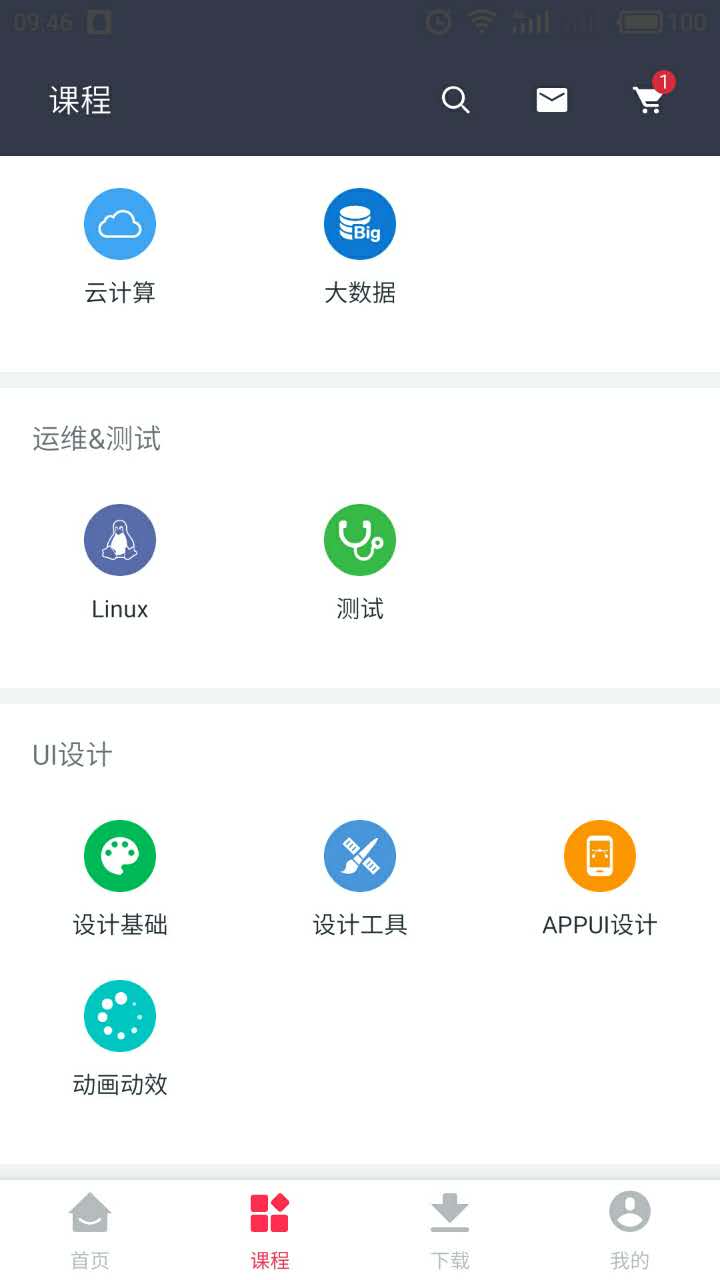 09:46 100
课程 1
Big
云计算 大数据
运维&测试
Linux 测试
UI设计
设计基础 设计工具 APPUI设计
动画动效
首页 课程 下载 我的